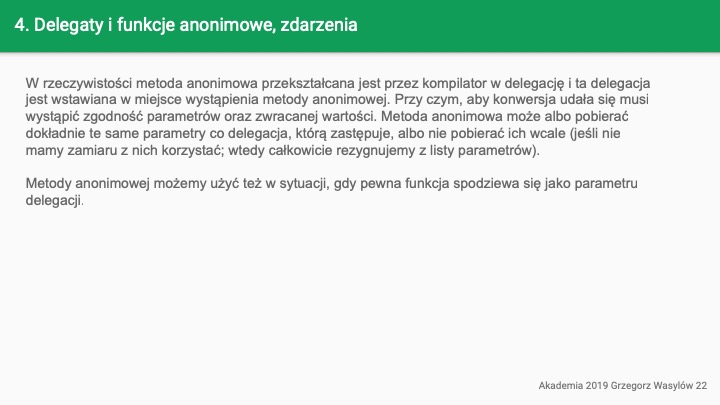 4. Delegaty i funkcje anonimowe, zdarzenia
W rzeczywistości metoda anonimowa przekształcana jest przez kompilator w delegację i ta delegacja
jest wstawiana w miejsce wystąpienia metody anonimowej. Przy czym, aby konwersja udała się musi
wystąpić zgodność parametrów oraz zwracanej wartości. Metoda anonimowa może albo pobierać
dokładnie te same parametry co delegacja, którą zastępuje, albo nie pobierać ich wcale (jeśli nie
mamy zamiaru z nich korzystać; wtedy całkowicie rezygnujemy z listy parametrów).
Metody anonimowej możemy użyć też w sytuacji, gdy pewna funkcja spodziewa się jako parametru
delegacji.
Akademia 2019 Grzegorz Wasylów 22